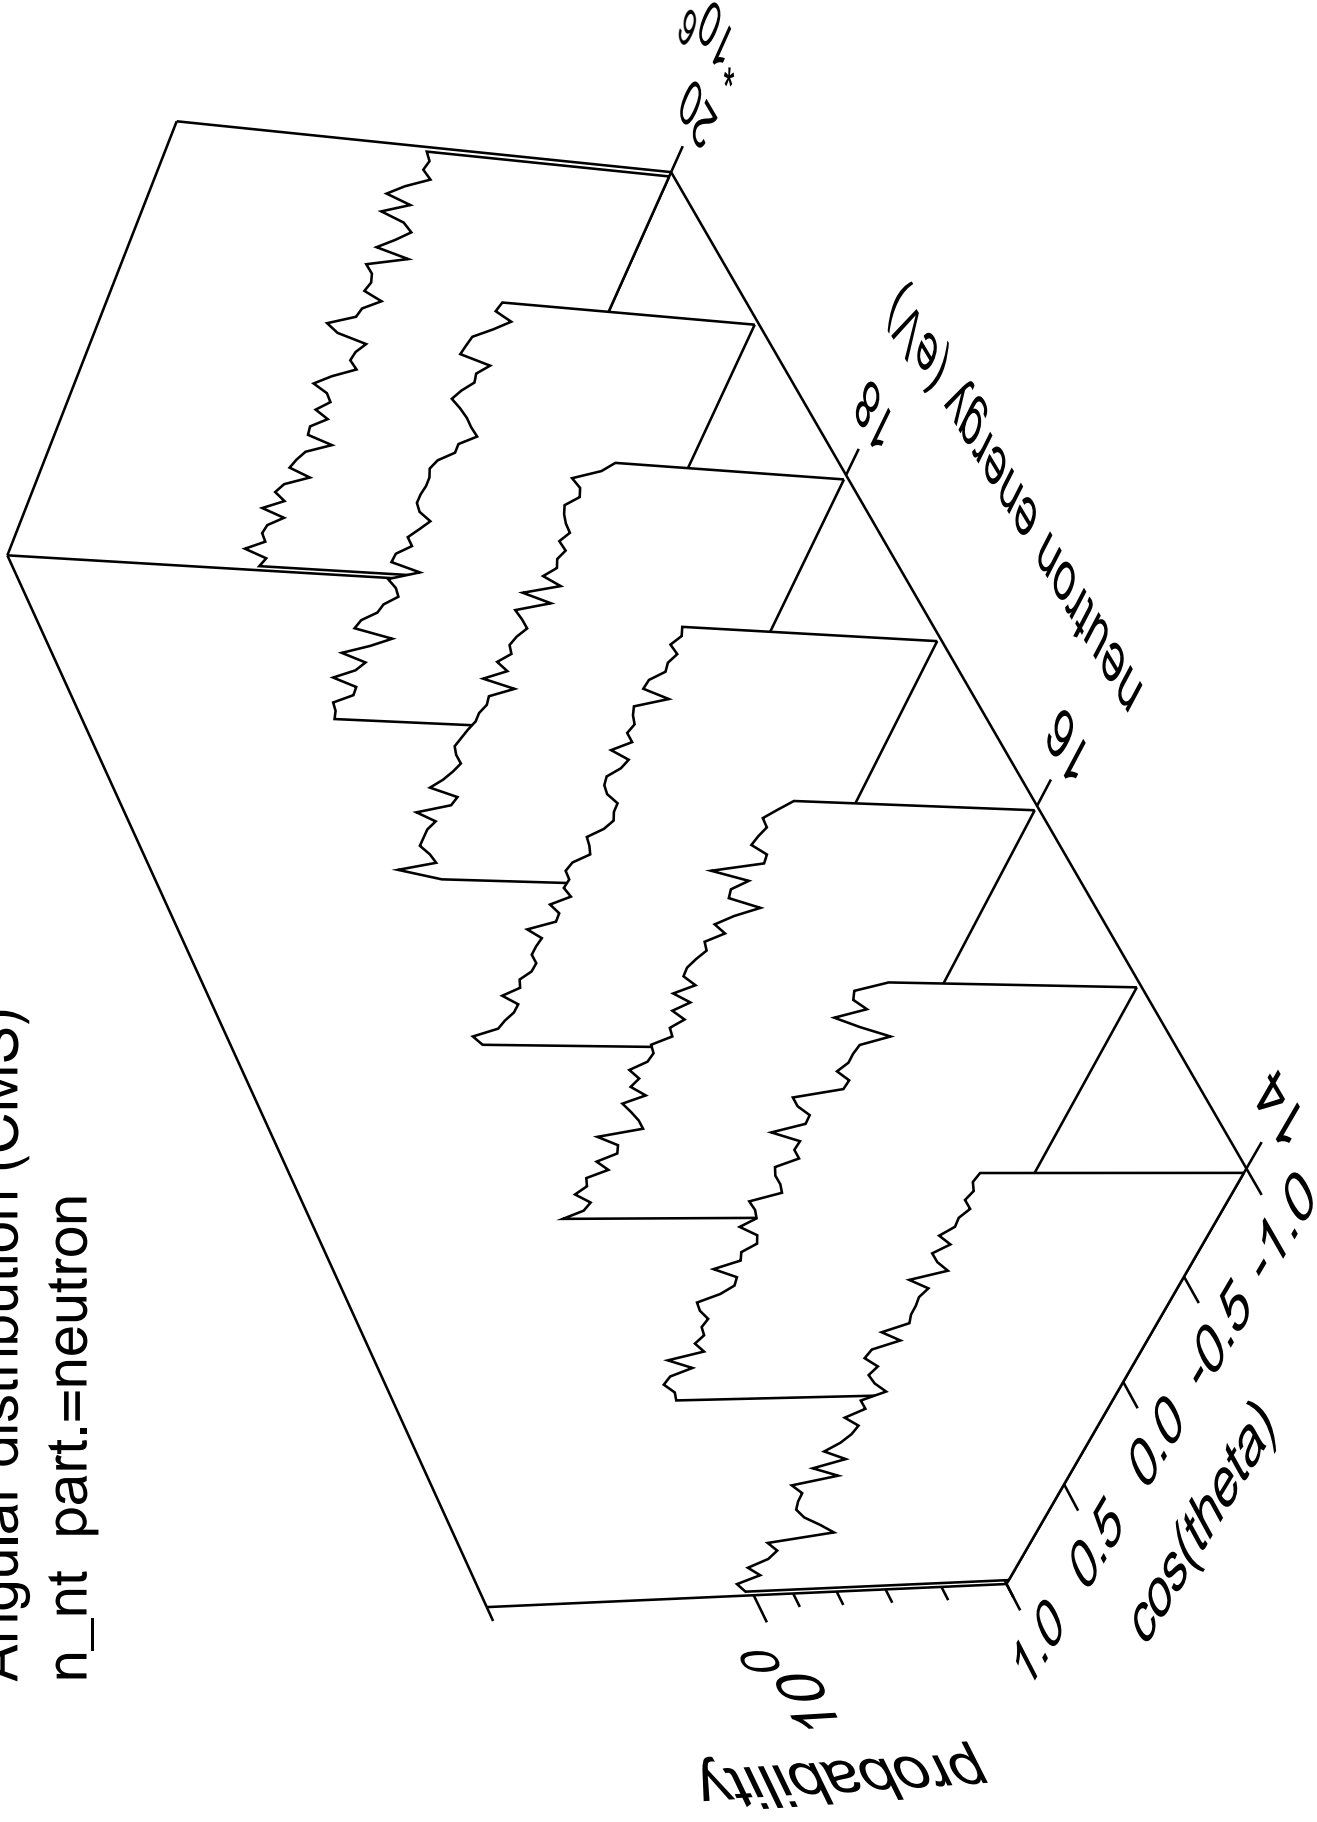 Angular distribution (CMS)
n_nt part.=neutron
probability
10^0
1.0 0.5 0.0 -0.5 -1.0
cos(theta)
14 16 18 20
*10^6
neutron energy (eV)